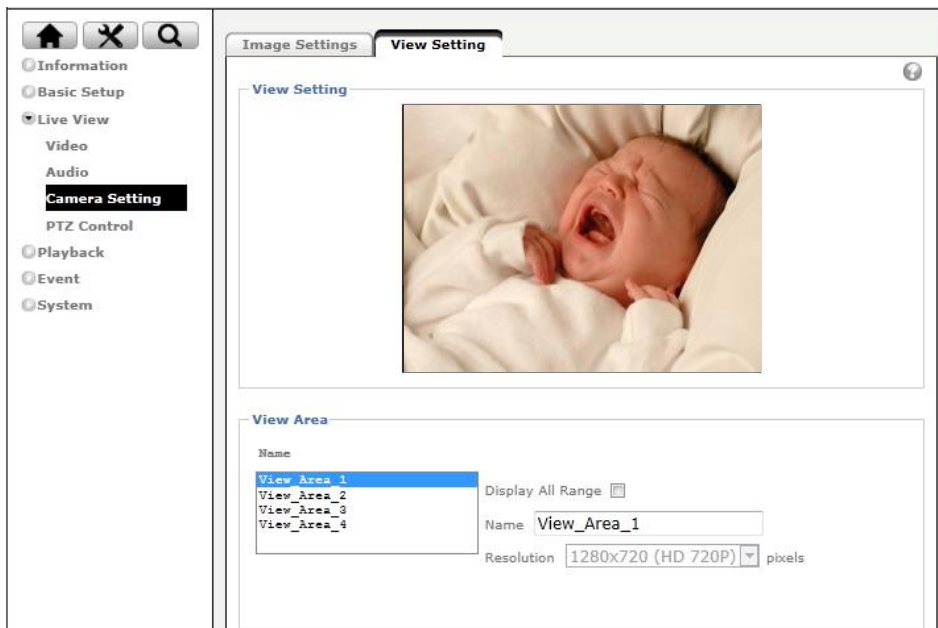 Information
Basic Setup
Live View
Video
Audio
Camera Setting
PTZ Control
Playback
Event
System
Image Settings
View Setting
View Setting
View Area
Name
View_Area_1
View_Area_2
View_Area_3
View_Area_4
Display All Range
Name View_Area_1
Resolution 1280x720 (HD 720P) pixels